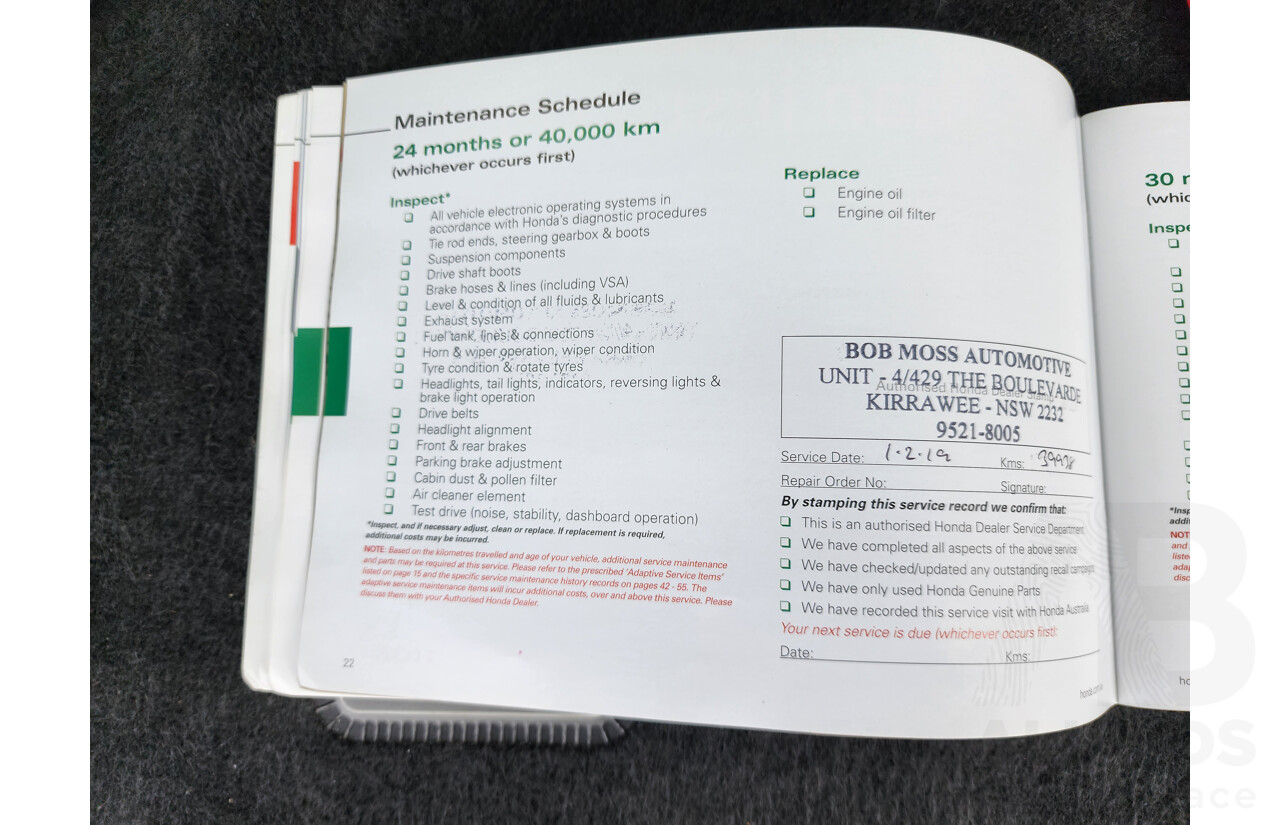 Maintenance Schedule
24 months or 40,000 km
(whichever occurs first)
Inspect*
All vehicle electronic operating systems in
accordance with Honda's diagnostic procedures
Tie rod ends, steering gearbox & boots
Suspension components
Drive shaft boots
Brake hoses & lines (including VSA)
Level & condition of all fluids & lubricants
Exhaust system
Fuel tank, lines & connections
Horn & wiper operation, wiper condition
Tyre condition & rotate tyres
Headlights, tail lights, indicators, reversing lights &
brake light operation
Drive belts
Headlight alignment
Front & rear brakes
Parking brake adjustment
Cabin dust & pollen filter
Air cleaner element
Test drive (noise, stability, dashboard operation)
*Inspect, and if necessary adjust, clean or replace. If replacement is required,
additional costs may be incurred.
NOTE: Based on the kilometres travelled and age of your vehicle, additional service maintenance
and parts may be required at this service. Please refer to the prescribed 'Adaptive Service Items'
listed on page 15 and the specific service maintenance history records on pages 42 - 55. The
adaptive service maintenance items will incur additional costs, over and above this service. Please
discuss them with your Authorised Honda Dealer.
22
Replace
Engine oil
Engine oil filter
BOB MOSS AUTOMOTIVE
UNIT - 4/429 THE BOULEVARDE
Authorised Honda Dealer Stamp
KIRRAWEE - NSW 2232
9521-8005
Service Date: 1.2.19 Kms: 39938
Repair Order No: Signature:
By stamping this service record we confirm that:
This is an authorised Honda Dealer Service Department
We have completed all aspects of the above service
We have checked/updated any outstanding recall campaigns
We have only used Honda Genuine Parts
We have recorded this service visit with Honda Australia
Your next service is due (whichever occurs first):
Date: Kms:
30
(whic
Inspe
*Insp
addi
NOT
and
liste
adap
disc